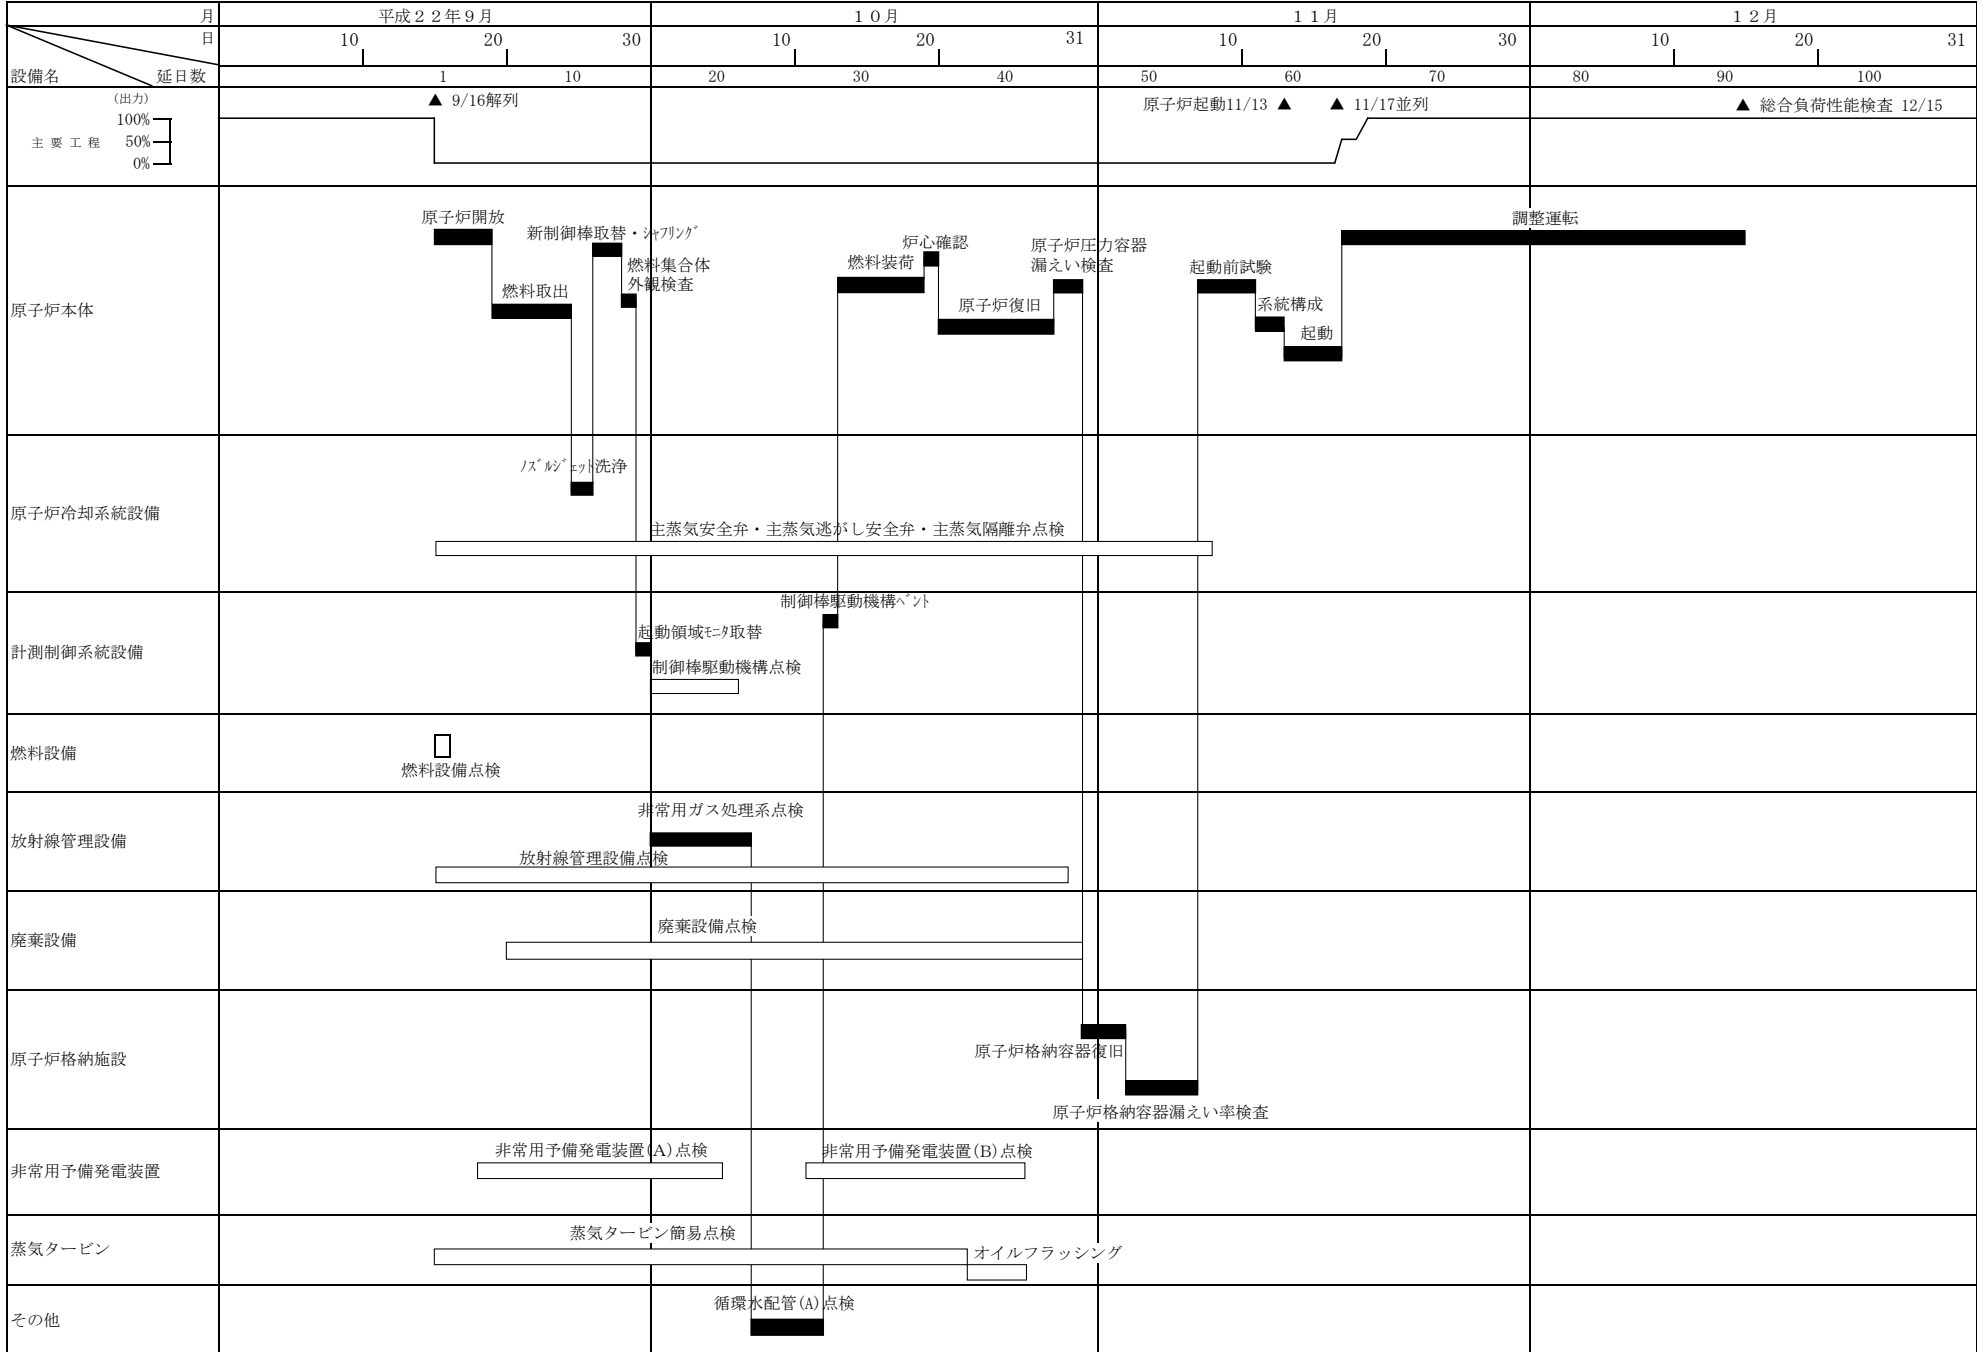 月 平成２２年９月 １０月 １１月 １２月
日 10 20 30 10 20 31 10 20 30 10 20 31
設備名 延日数 1 10 20 30 40 50 60 70 80 90 100
(出力)
100%
主要工程 50%
0%
▲ 9/16解列
原子炉起動11/13 ▲
▲ 11/17並列
▲ 総合負荷性能検査 12/15
原子炉本体
原子炉開放
燃料取出
新制御棒取替・ｼｬﾌﾘﾝｸﾞ
燃料集合体
外観検査
燃料装荷
炉心確認
原子炉復旧
原子炉圧力容器
漏えい検査
起動前試験
系統構成
起動
調整運転
原子炉冷却系統設備
ﾉｽﾞﾙｼﾞｪｯﾄ洗浄
主蒸気安全弁・主蒸気逃がし安全弁・主蒸気隔離弁点検
計測制御系統設備
制御棒駆動機構ﾍﾞﾝﾄ
起動領域ﾓﾆﾀ取替
制御棒駆動機構点検
燃料設備
燃料設備点検
放射線管理設備
非常用ガス処理系点検
放射線管理設備点検
廃棄設備
廃棄設備点検
原子炉格納施設
原子炉格納容器復旧
原子炉格納容器漏えい率検査
非常用予備発電装置
非常用予備発電装置(A)点検
非常用予備発電装置(B)点検
蒸気タービン
蒸気タービン簡易点検
オイルフラッシング
その他
循環水配管(A)点検